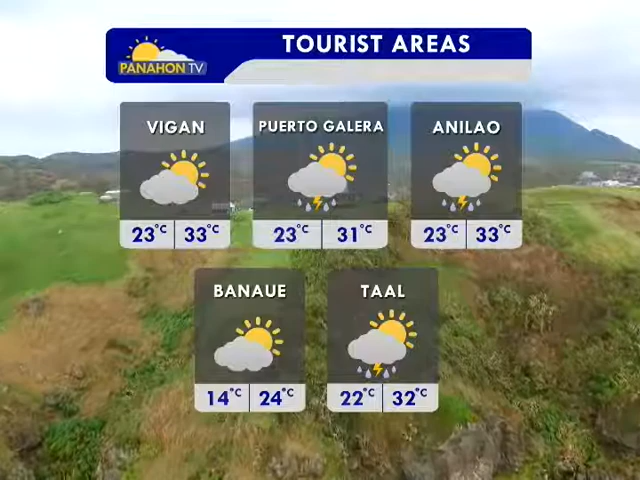 TOURIST AREAS
PANAHON TV
VIGAN
23°C 33°C
PUERTO GALERA
23°C 31°C
ANILAO
23°C 33°C
BANAUE
14°C 24°C
TAAL
22°C 32°C